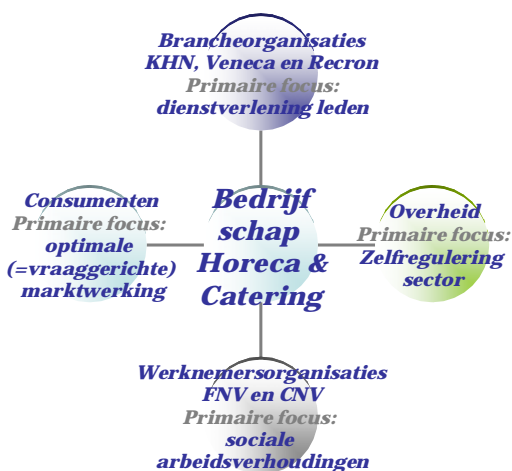 Brancheorganisaties
KHN, Veneca en Recron
Primaire focus:
dienstverlening leden
Consumenten
Primaire focus:
optimale
(=vraaggerichte)
marktwerking
Bedrijf
schap
Horeca &
Catering
Overheid
Primaire focus:
Zelfregulering
sector
Werknemersorganisaties
FNV en CNV
Primaire focus:
sociale
arbeidsverhoudingen